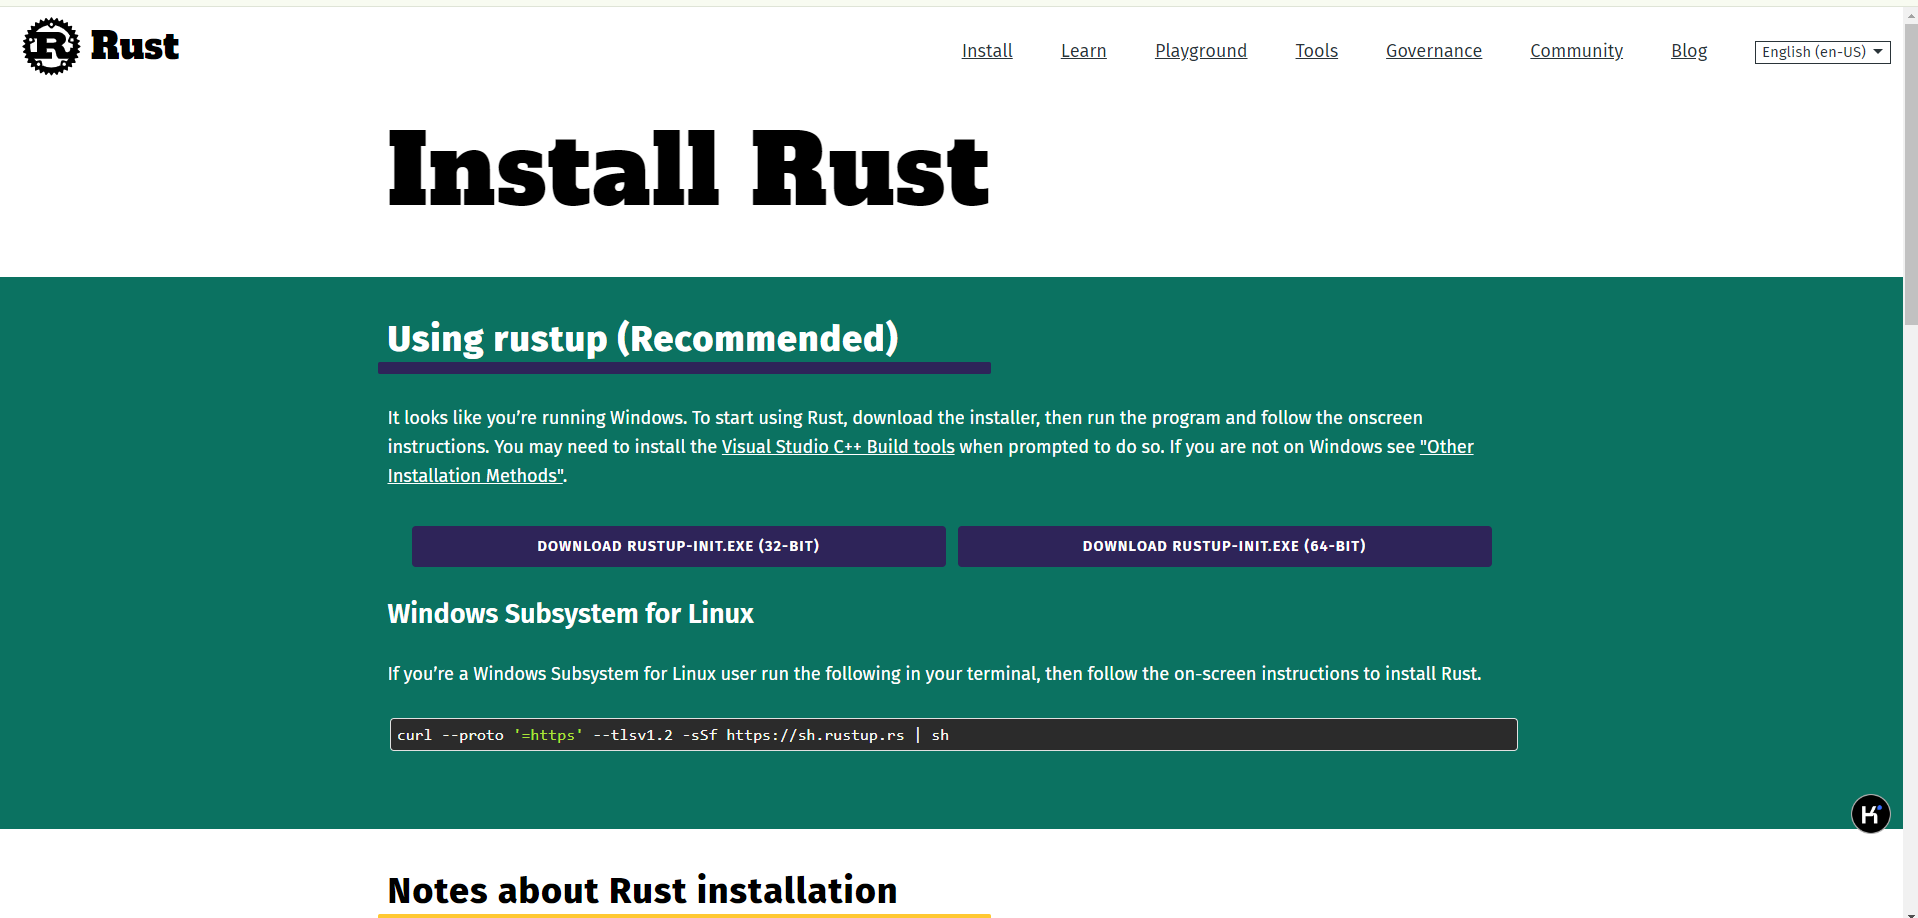 Rust
Install Learn Playground Tools Governance Community Blog English (en-US)
Install Rust
Using rustup (Recommended)
It looks like you’re running Windows. To start using Rust, download the installer, then run the program and follow the onscreen
instructions. You may need to install the Visual Studio C++ Build tools when prompted to do so. If you are not on Windows see "Other
Installation Methods".
DOWNLOAD RUSTUP-INIT.EXE (32-BIT)
DOWNLOAD RUSTUP-INIT.EXE (64-BIT)
Windows Subsystem for Linux
If you’re a Windows Subsystem for Linux user run the following in your terminal, then follow the on-screen instructions to install Rust.
curl --proto '=https' --tlsv1.2 -sSf https://sh.rustup.rs | sh
K
Notes about Rust installation